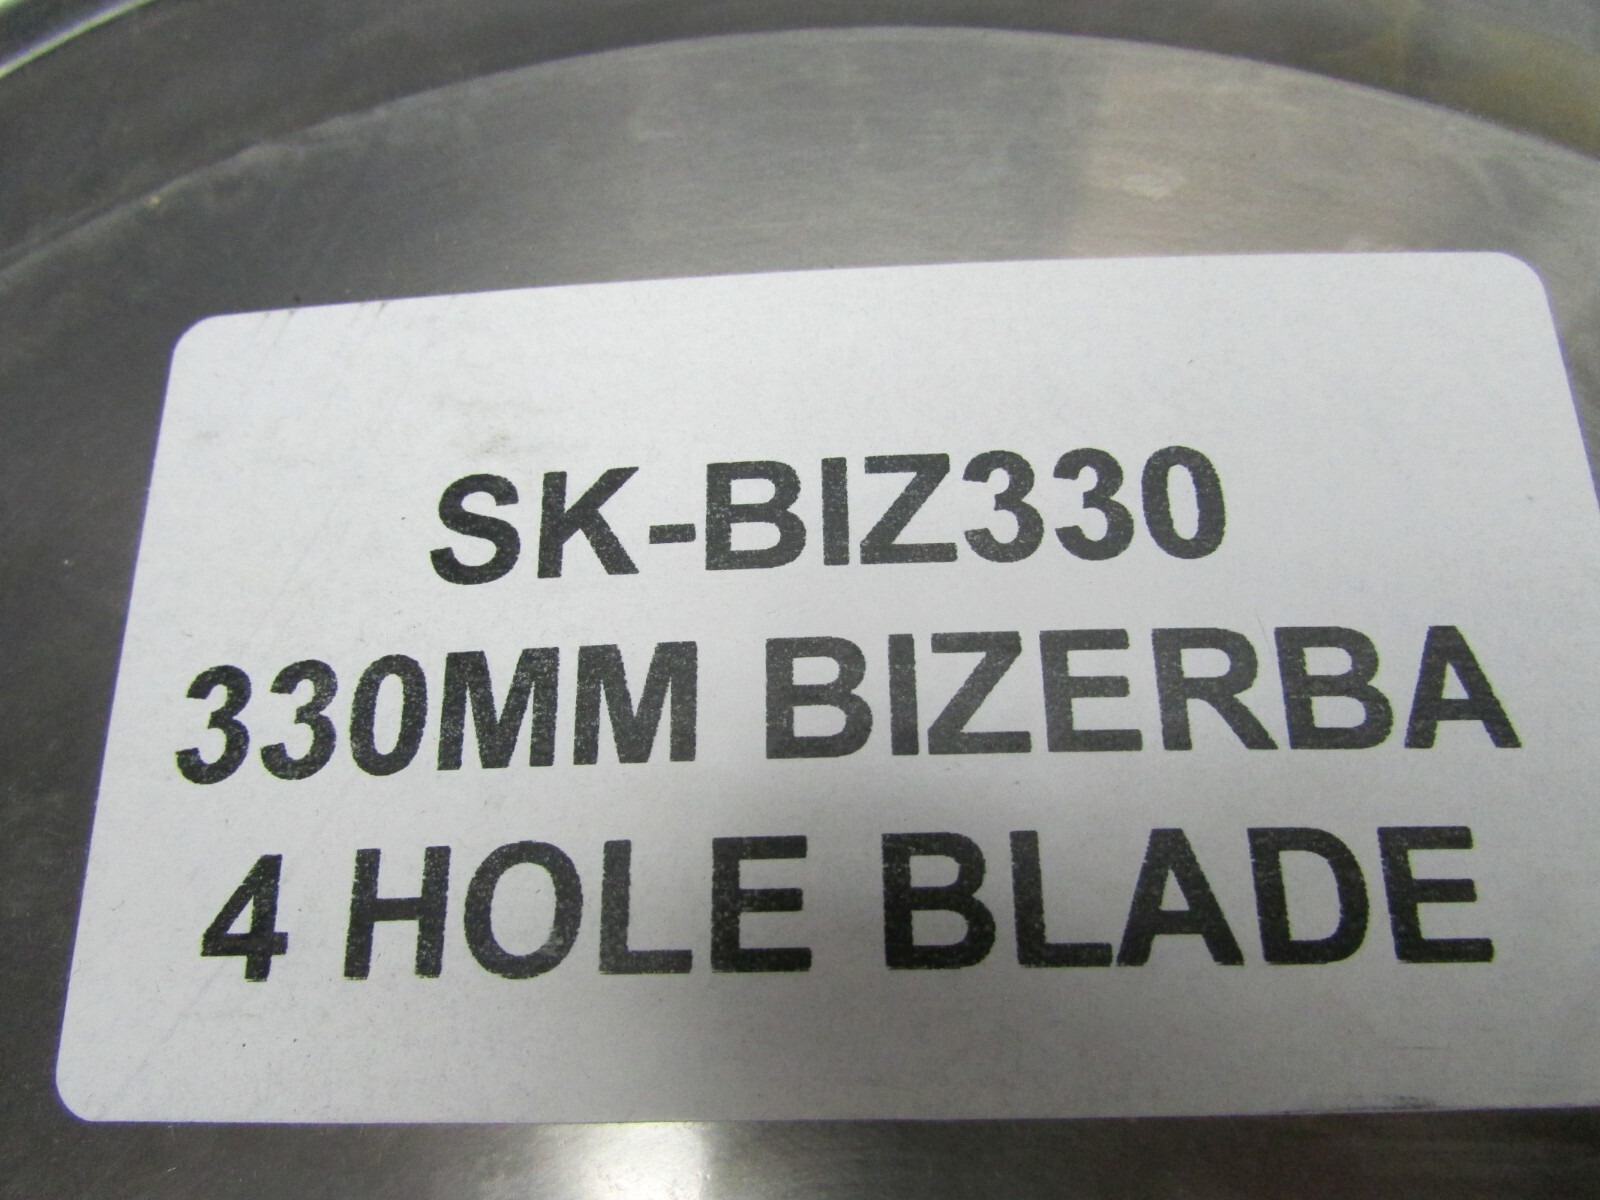 SK-BIZ330
330MM BIZERBA
4 HOLE BLADE